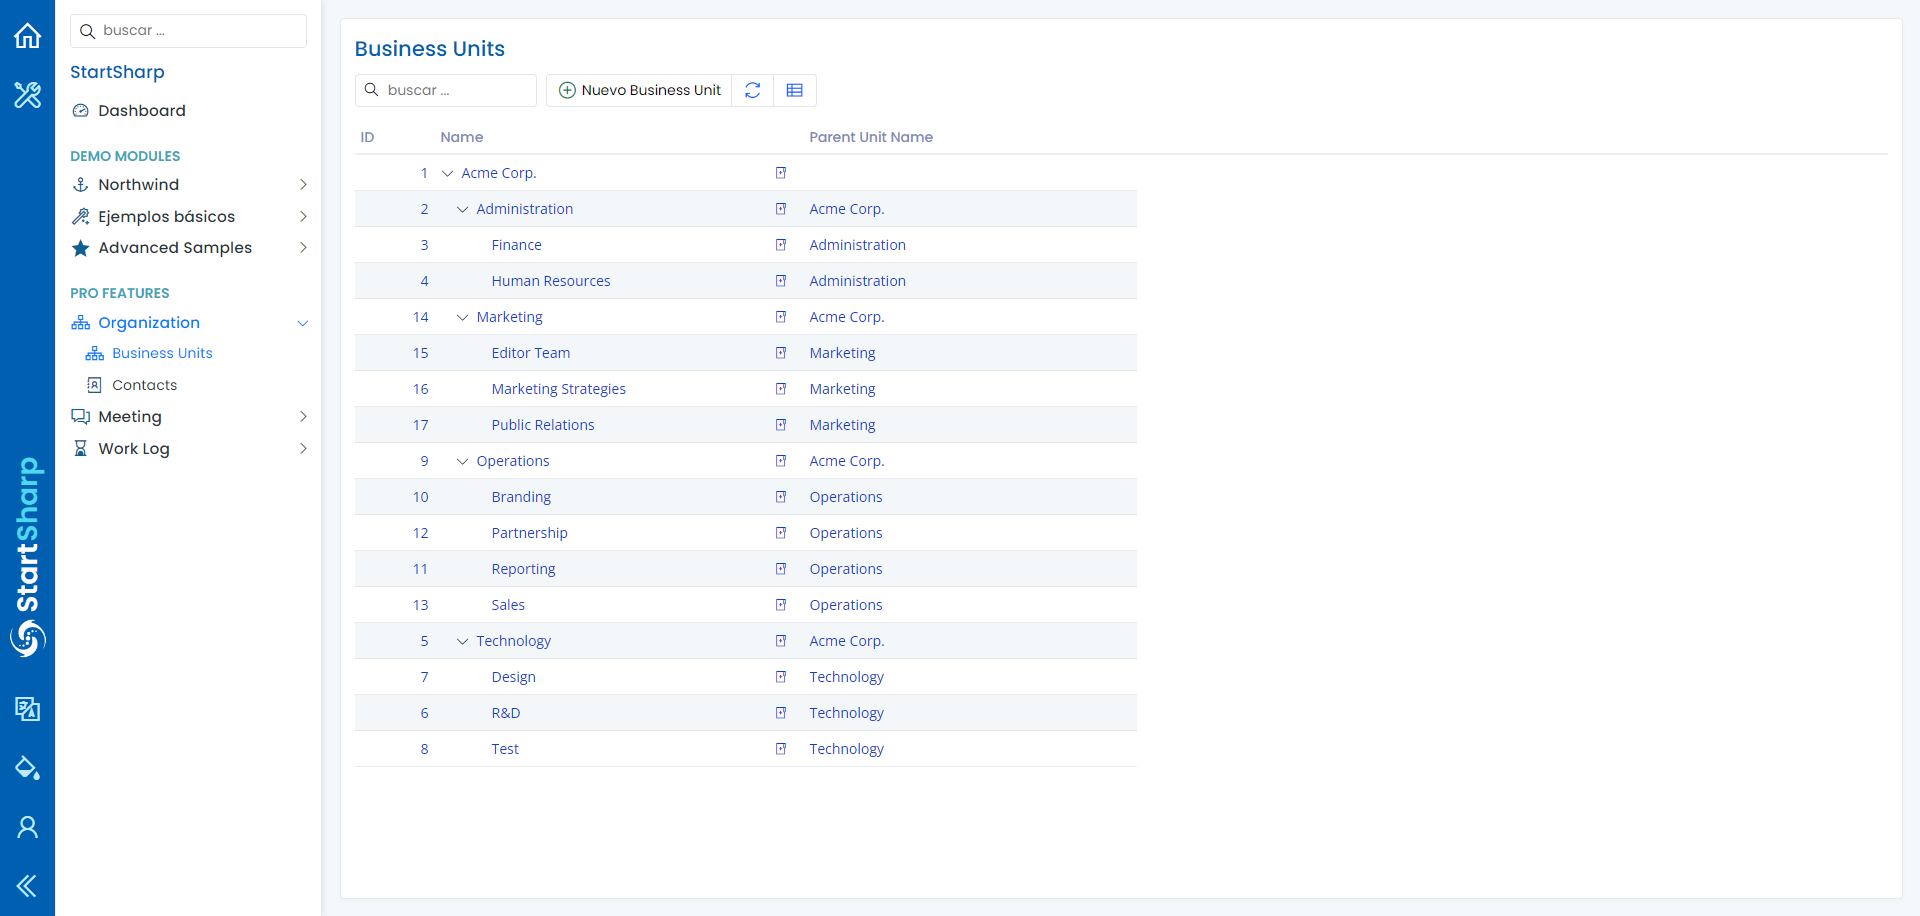 buscar ...
StartSharp
Dashboard
DEMO MODULES
Northwind
Ejemplos básicos
Advanced Samples
PRO FEATURES
Organization
Business Units
Contacts
Meeting
Work Log
StartSharp
Business Units
buscar ...
Nuevo Business Unit
ID Name Parent Unit Name
1 Acme Corp.
2 Administration Acme Corp.
3 Finance Administration
4 Human Resources Administration
14 Marketing Acme Corp.
15 Editor Team Marketing
16 Marketing Strategies Marketing
17 Public Relations Marketing
9 Operations Acme Corp.
10 Branding Operations
12 Partnership Operations
11 Reporting Operations
13 Sales Operations
5 Technology Acme Corp.
7 Design Technology
6 R&D Technology
8 Test Technology